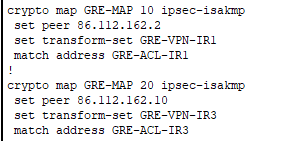 crypto map GRE-MAP 10 ipsec-isakmp
 set peer 86.112.162.2
 set transform-set GRE-VPN-IR1
 match address GRE-ACL-IR1
!
crypto map GRE-MAP 20 ipsec-isakmp
 set peer 86.112.162.10
 set transform-set GRE-VPN-IR3
 match address GRE-ACL-IR3